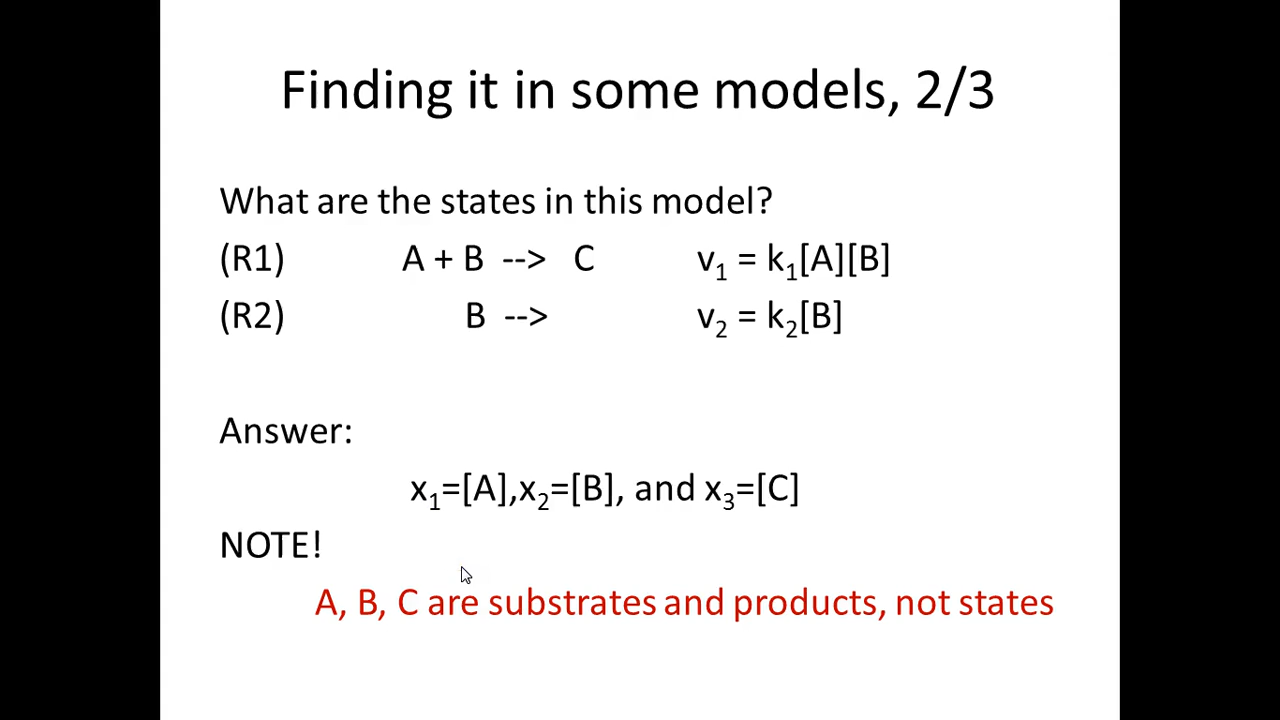 Finding it in some models, 2/3
What are the states in this model?
(R1) A + B --> C v₁ = k₁[A][B]
(R2) B --> v₂ = k₂[B]
Answer:
x₁=[A],x₂=[B], and x₃=[C]
NOTE!
A, B, C are substrates and products, not states